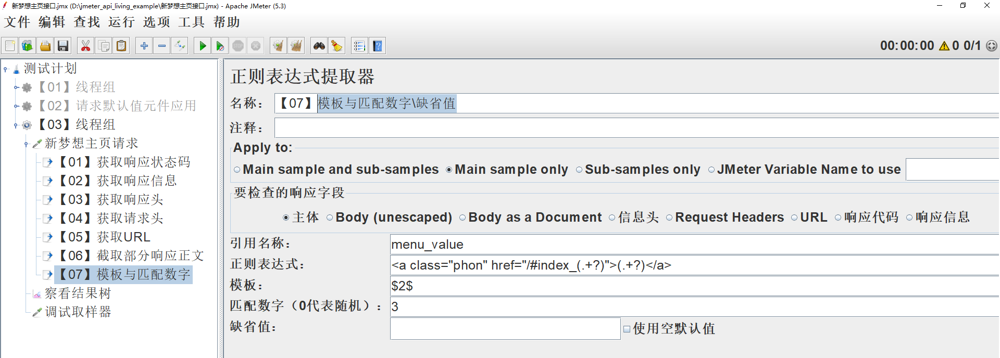 新梦想主页接口.jmx (D:\jmeter_api_living_example\新梦想主页接口.jmx) - Apache JMeter (5.3)
文件 编辑 查找 运行 选项 工具 帮助
STOP
00:00:00 0 0/1
测试计划
【01】线程组
【02】请求默认值元件应用
【03】线程组
新梦想主页请求
【01】获取响应状态码
【02】获取响应信息
【03】获取响应头
【04】获取请求头
【05】获取URL
【06】截取部分响应正文
【07】模板与匹配数字
察看结果树
调试取样器
正则表达式提取器
名称： 【07】模板与匹配数字\缺省值
注释：
Apply to:
Main sample and sub-samples Main sample only Sub-samples only JMeter Variable Name to use
要检查的响应字段
主体 Body (unescaped) Body as a Document 信息头 Request Headers URL 响应代码 响应信息
引用名称： menu_value
正则表达式： <a class="phon" href="/#index_(.+?)">(.+?)</a>
模板： $2$
匹配数字（0代表随机）： 3
缺省值： 使用空默认值